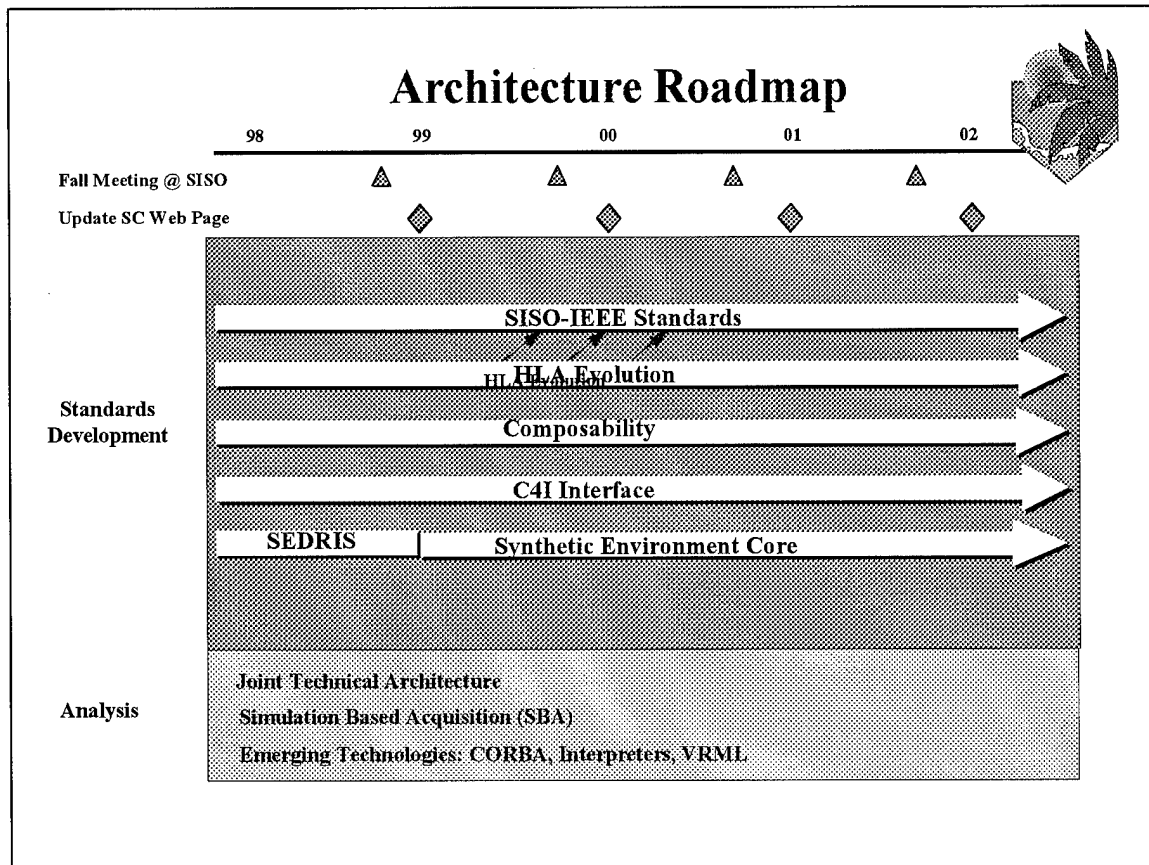 Architecture Roadmap
98 99 00 01 02
Fall Meeting @ SISO
Update SC Web Page
SISO-IEEE Standards
HLA Evolution
HLA Evolution
Standards
Development
Composability
C4I Interface
SEDRIS
Synthetic Environment Core
Joint Technical Architecture
Analysis
Simulation Based Acquisition (SBA)
Emerging Technologies: CORBA, Interpreters, VRML